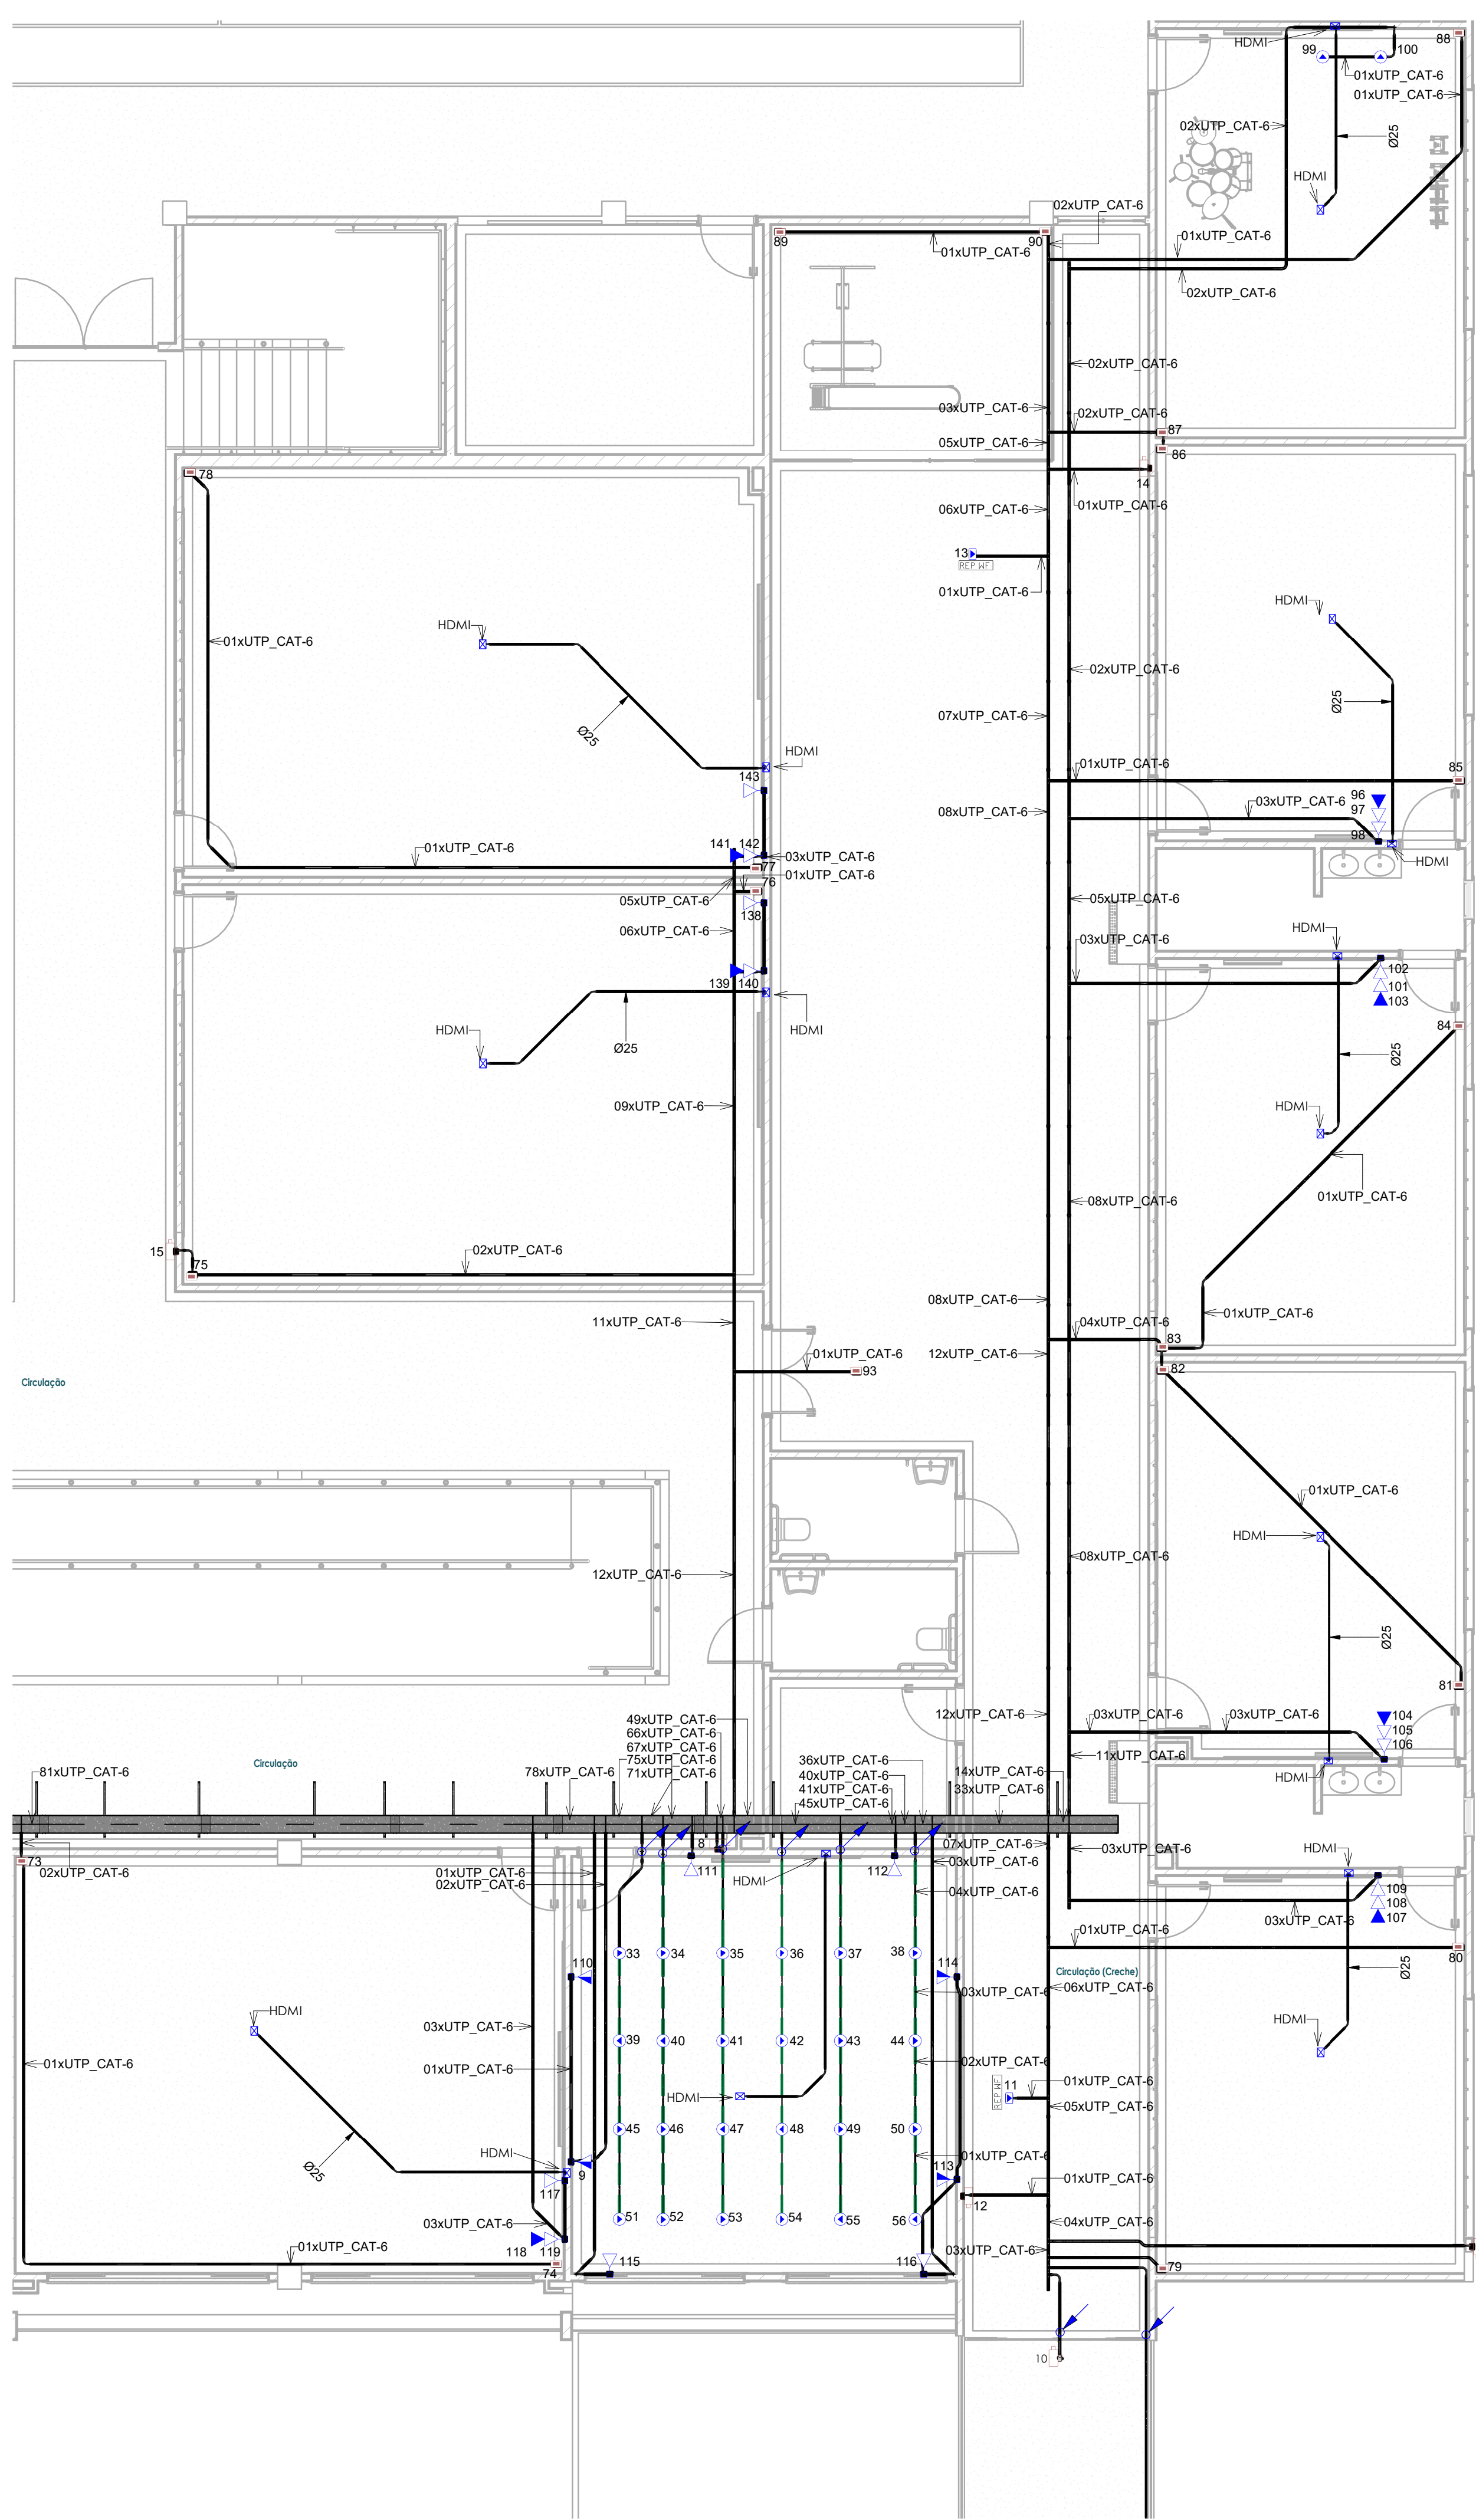 HDMI
88
99
100
01xUTP_CAT-6
01xUTP_CAT-6
02xUTP_CAT-6
Ø25
HDMI
02xUTP_CAT-6
89
90
01xUTP_CAT-6
01xUTP_CAT-6
02xUTP_CAT-6
02xUTP_CAT-6
03xUTP_CAT-6
02xUTP_CAT-6
87
05xUTP_CAT-6
86
78
14
01xUTP_CAT-6
06xUTP_CAT-6
13
REP WF
01xUTP_CAT-6
HDMI
HDMI
01xUTP_CAT-6
02xUTP_CAT-6
Ø25
07xUTP_CAT-6
Ø25
HDMI
01xUTP_CAT-6
85
143
96
03xUTP_CAT-6
97
08xUTP_CAT-6
98
141
142
01xUTP_CAT-6
03xUTP_CAT-6
HDMI
77
01xUTP_CAT-6
76
05xUTP_CAT-6
05xUTP_CAT-6
138
06xUTP_CAT-6
HDMI
03xUTP_CAT-6
102
139
140
101
103
HDMI
HDMI
84
Ø25
Ø25
09xUTP_CAT-6
HDMI
01xUTP_CAT-6
08xUTP_CAT-6
15
02xUTP_CAT-6
75
08xUTP_CAT-6
01xUTP_CAT-6
11xUTP_CAT-6
04xUTP_CAT-6
83
01xUTP_CAT-6
12xUTP_CAT-6
93
82
Circulação
01xUTP_CAT-6
HDMI
08xUTP_CAT-6
12xUTP_CAT-6
Ø25
81
49xUTP_CAT-6
12xUTP_CAT-6
03xUTP_CAT-6
03xUTP_CAT-6
104
66xUTP_CAT-6
105
67xUTP_CAT-6
106
Circulação
75xUTP_CAT-6
36xUTP_CAT-6
11xUTP_CAT-6
81xUTP_CAT-6
78xUTP_CAT-6
71xUTP_CAT-6
40xUTP_CAT-6
14xUTP_CAT-6
HDMI
41xUTP_CAT-6
33xUTP_CAT-6
45xUTP_CAT-6
8
07xUTP_CAT-6
03xUTP_CAT-6
HDMI
73
02xUTP_CAT-6
01xUTP_CAT-6
111
112
03xUTP_CAT-6
02xUTP_CAT-6
HDMI
04xUTP_CAT-6
109
108
107
03xUTP_CAT-6
01xUTP_CAT-6
33
34
35
36
37
38
80
110
114
Circulação (Creche)
Ø25
03xUTP_CAT-6
06xUTP_CAT-6
HDMI
HDMI
03xUTP_CAT-6
39
40
41
42
43
44
01xUTP_CAT-6
01xUTP_CAT-6
02xUTP_CAT-6
01xUTP_CAT-6
11
REP WF
HDMI
05xUTP_CAT-6
45
46
47
48
49
50
HDMI
01xUTP_CAT-6
Ø25
9
113
01xUTP_CAT-6
117
12
51
52
53
54
55
56
04xUTP_CAT-6
03xUTP_CAT-6
118
119
01xUTP_CAT-6
03xUTP_CAT-6
74
115
116
79
10